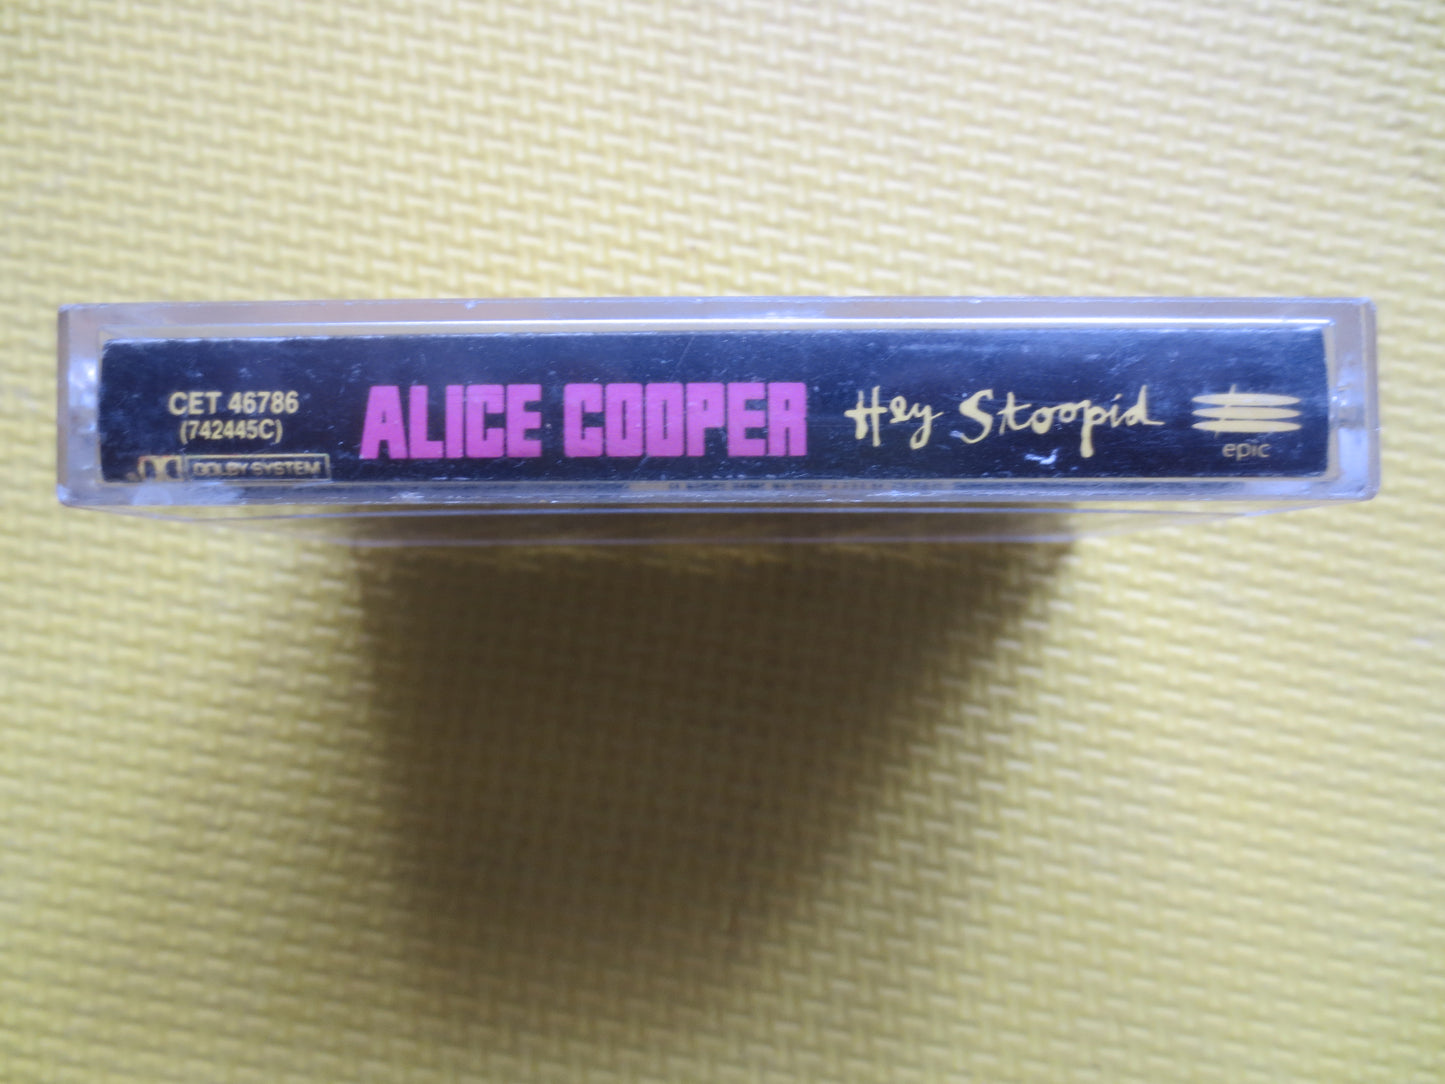 CET 46786
(742445C)
DOLBY SYSTEM
ALICE COOPER
Hey Stoopid
epic